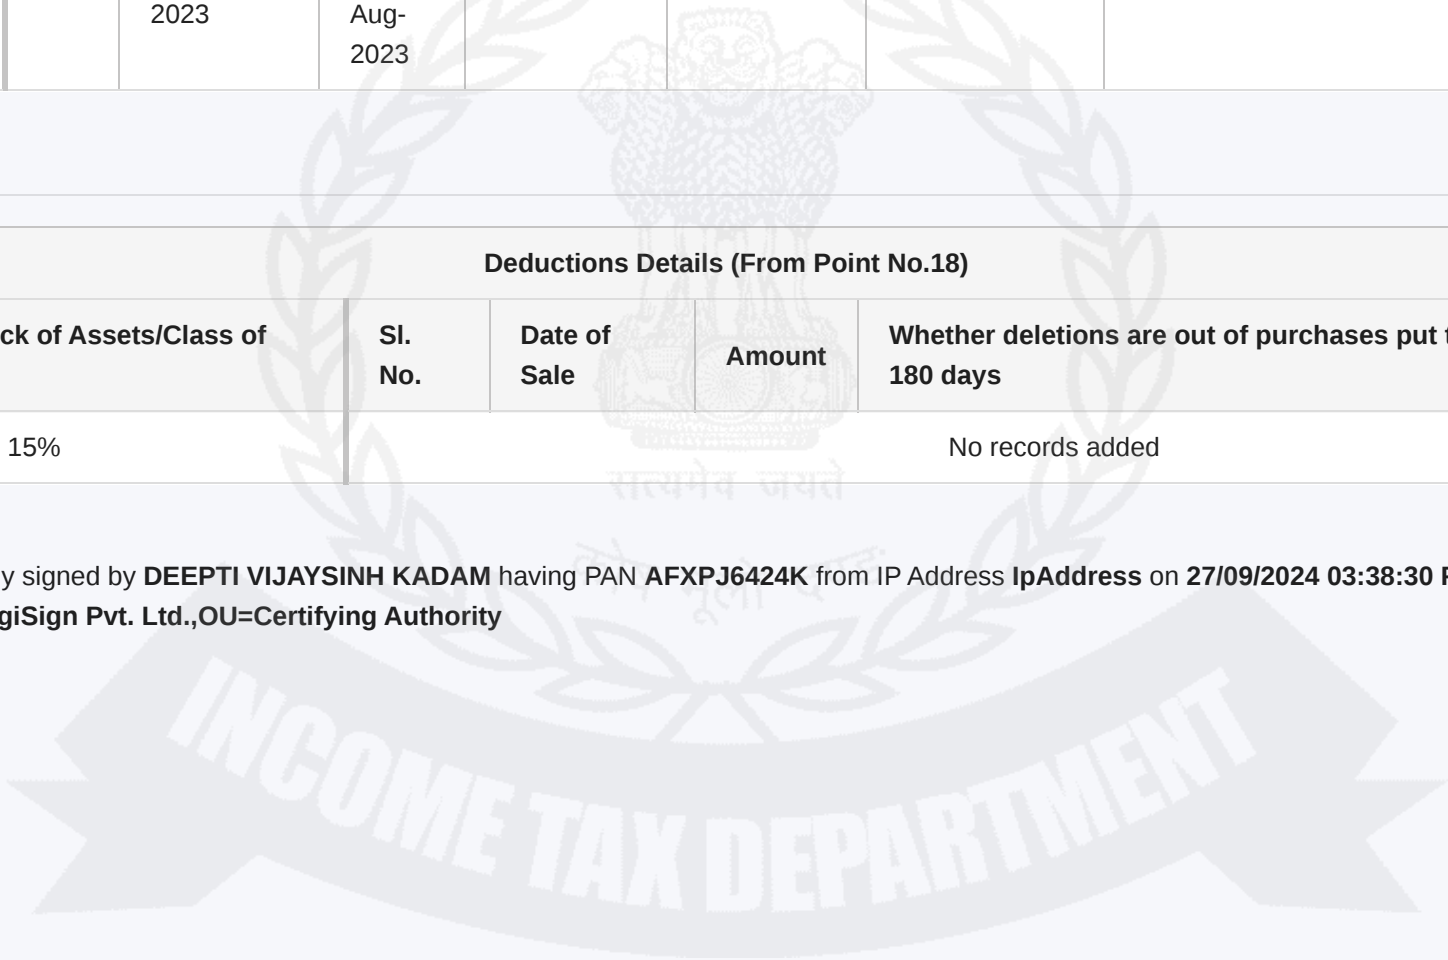 2023
Aug-
2023
Deductions Details (From Point No.18)
ck of Assets/Class of
Sl.
No.
Date of
Sale
Amount
Whether deletions are out of purchases put t
180 days
15%
No records added
सत्यमेव जयते
कोष मूलो दण्डः
y signed by DEEPTI VIJAYSINH KADAM having PAN AFXPJ6424K from IP Address IpAddress on 27/09/2024 03:38:30 P
giSign Pvt. Ltd.,OU=Certifying Authority
INCOME TAX DEPARTMENT